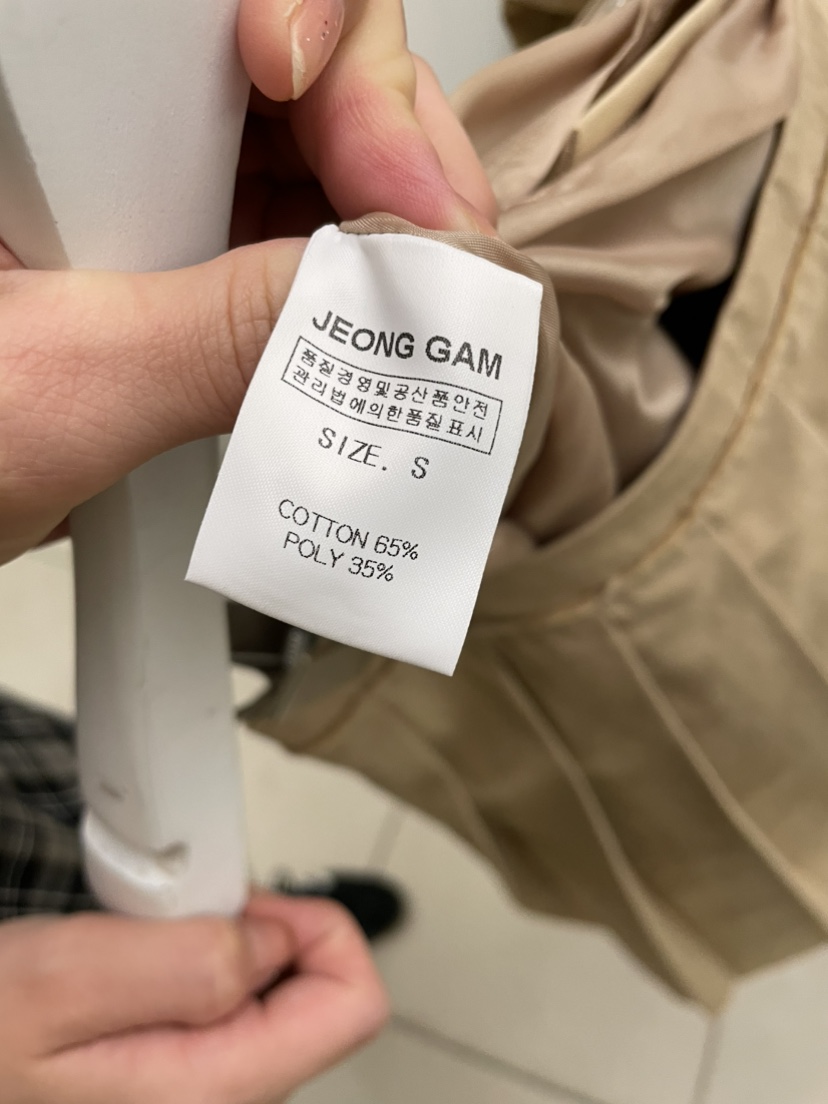 JEONG GAM
품질경영및공산품안전
관리법에의한품질표시
SIZE. S
COTTON 65%
POLY 35%